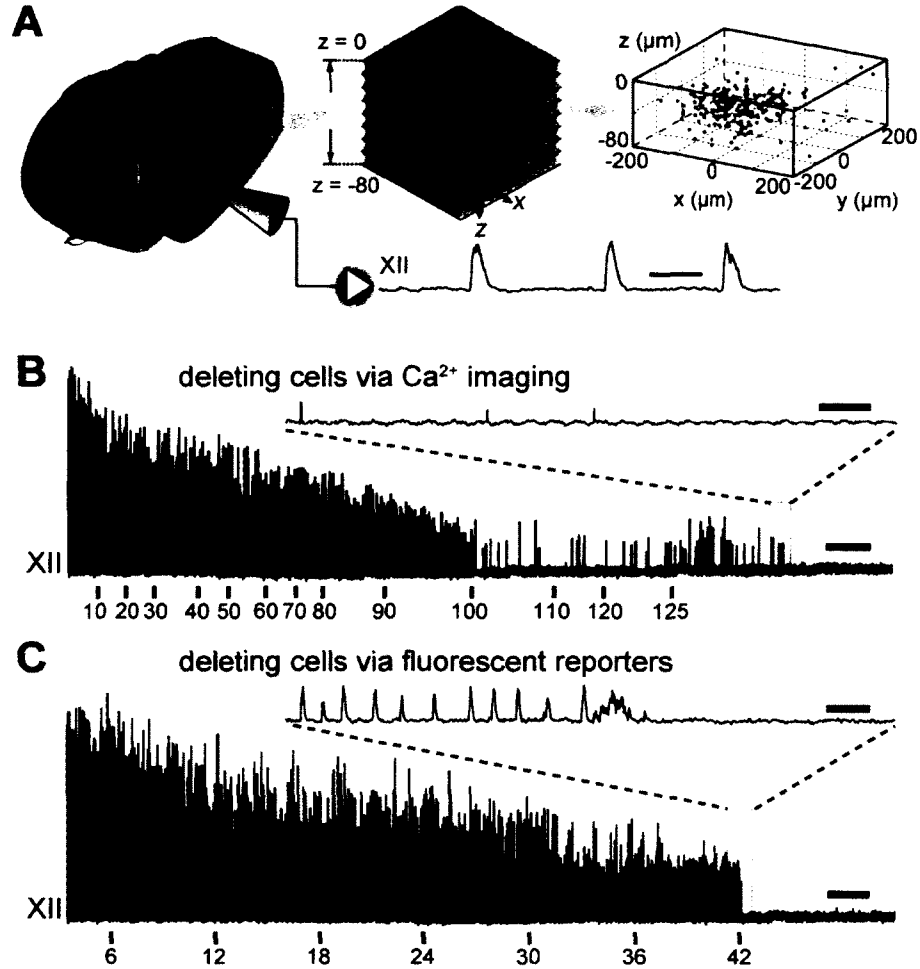 A
z = 0
z = -80
x
z
z (µm)
0
-80
-200
0
200
x (µm)
-200
0
200
y (µm)
XII
B
deleting cells via Ca²⁺ imaging
XII
10 20 30 40 50 60 70 80 90 100 110 120 125
C
deleting cells via fluorescent reporters
XII
6 12 18 24 30 36 42